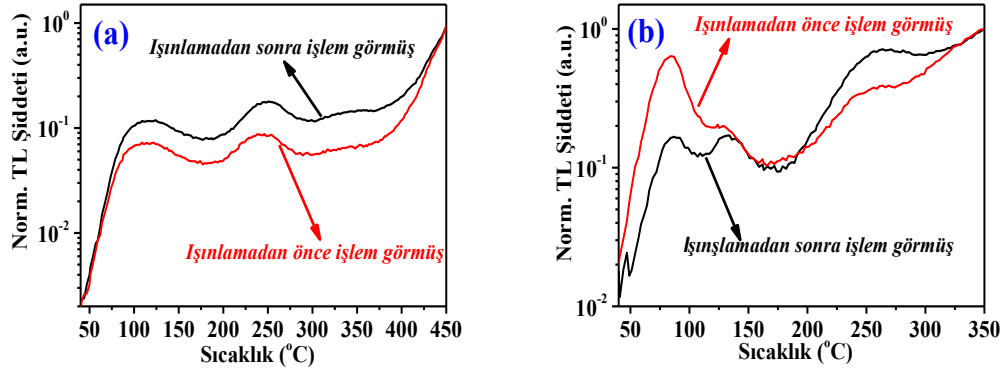 (a)
Işınlamadan sonra işlem görmüş
Işınlamadan önce işlem görmüş
Norm. TL Şiddeti (a.u.)
10^0
10^-1
10^-2
50 100 150 200 250 300 350 400 450
Sıcaklık (°C)
(b)
Işınlamadan önce işlem görmüş
Işınşlamadan sonra işlem görmüş
Norm. TL Şiddeti (a.u.)
10^0
10^-1
10^-2
50 100 150 200 250 300 350
Sıcaklık (°C)